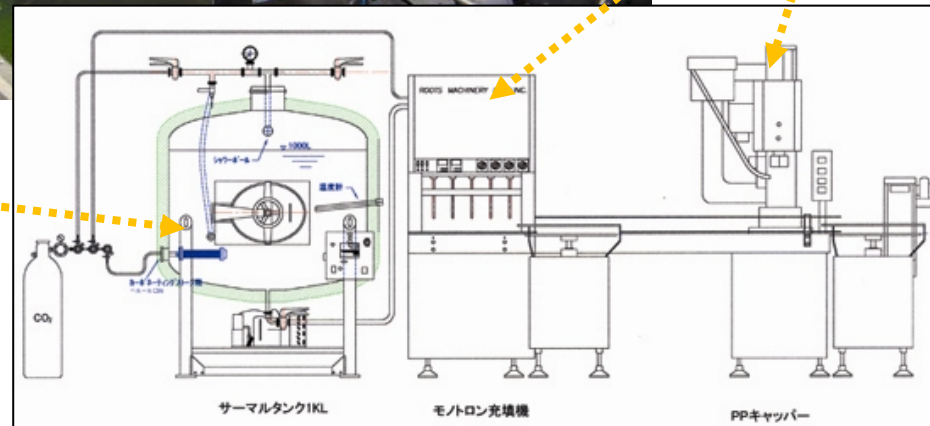 ROOTS MACHINERY INC.
1000L
シャワーボール
温度計
CO₂
サーマルタンク1KL
モノトロン充填機
PPキャッパー